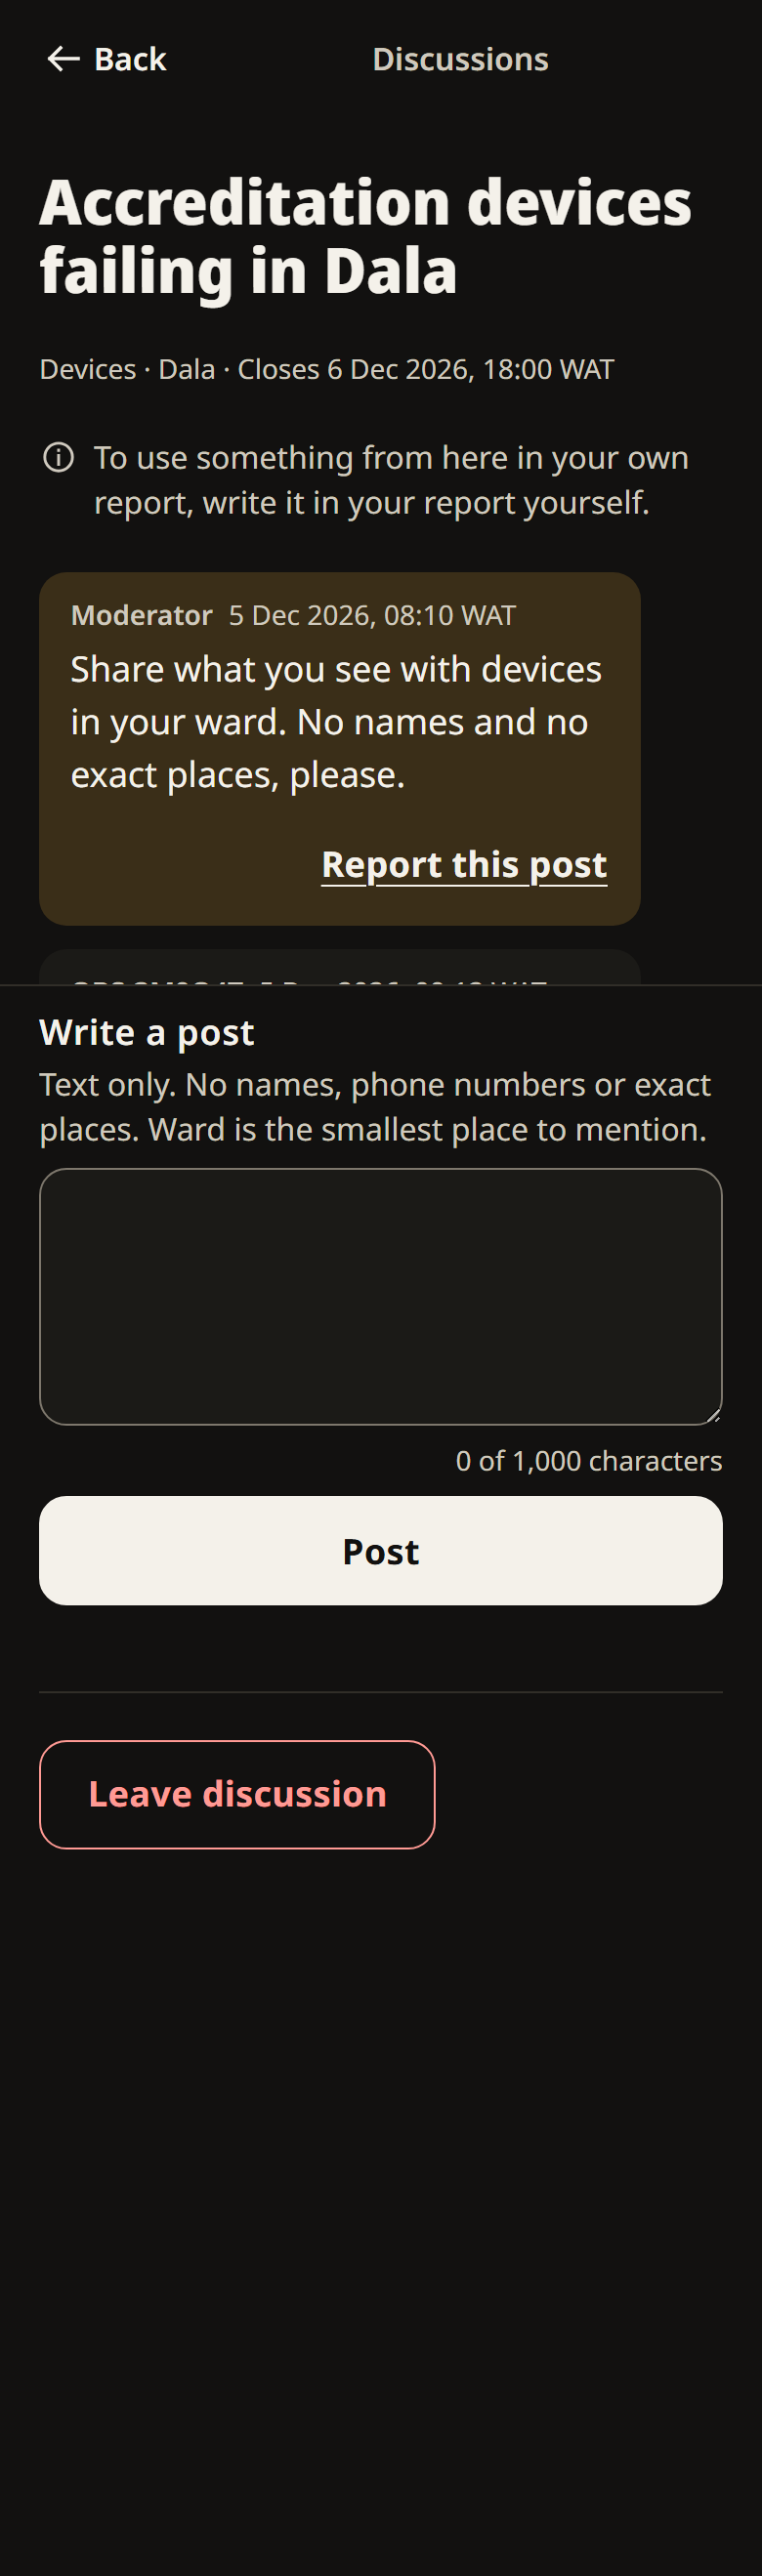 Back
Discussions
Accreditation devices
failing in Dala
Devices · Dala · Closes 6 Dec 2026, 18:00 WAT
To use something from here in your own
report, write it in your report yourself.
Moderator 5 Dec 2026, 08:10 WAT
Share what you see with devices
in your ward. No names and no
exact places, please.
Report this post
Write a post
Text only. No names, phone numbers or exact
places. Ward is the smallest place to mention.
0 of 1,000 characters
Post
Leave discussion